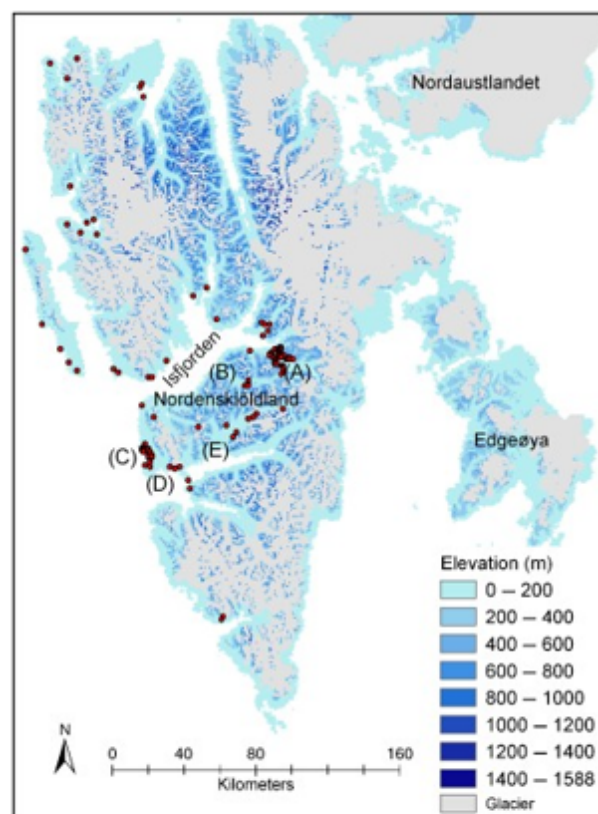 Nordaustlandet
Isfjorden
(A)
(B)
Nordenskiöldland
Edgeøya
(E)
(C)
(D)
Elevation (m)
0 – 200
200 – 400
400 – 600
600 – 800
800 – 1000
1000 – 1200
1200 – 1400
1400 – 1588
Glacier
N
0 40 80 160
Kilometers